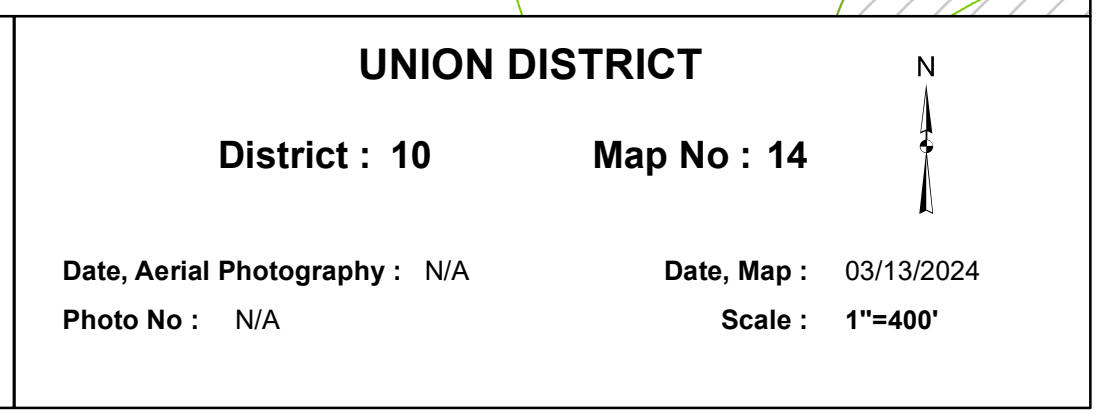 UNION DISTRICT
N
District : 10 Map No : 14
Date, Aerial Photography : N/A Date, Map : 03/13/2024
Photo No : N/A Scale : 1"=400'